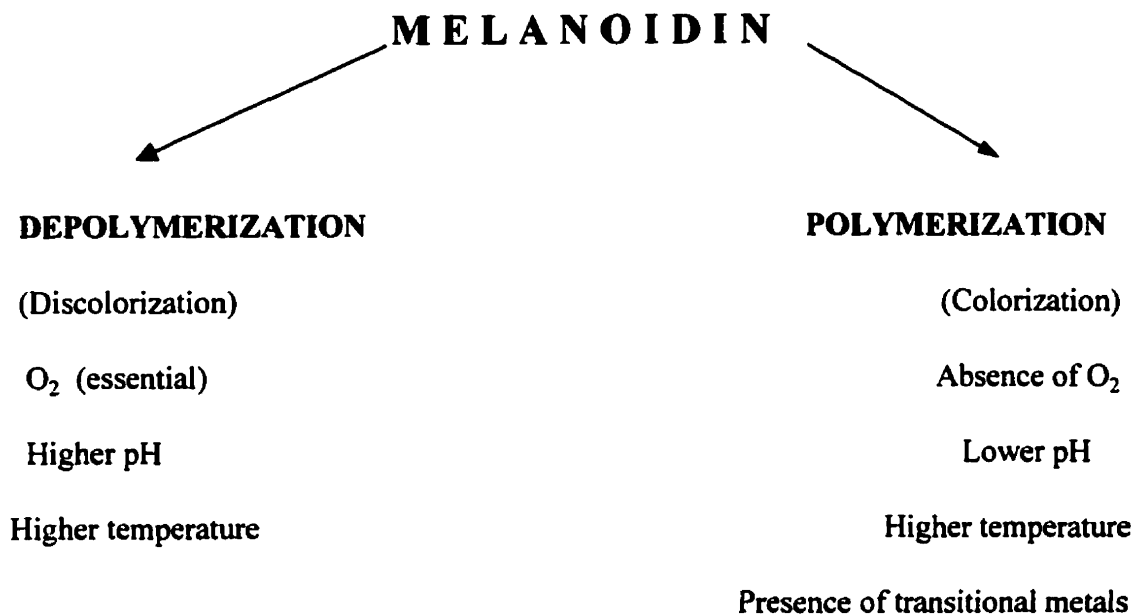 MELANOIDIN
DEPOLYMERIZATION
(Discolorization)
O₂ (essential)
Higher pH
Higher temperature
POLYMERIZATION
(Colorization)
Absence of O₂
Lower pH
Higher temperature
Presence of transitional metals